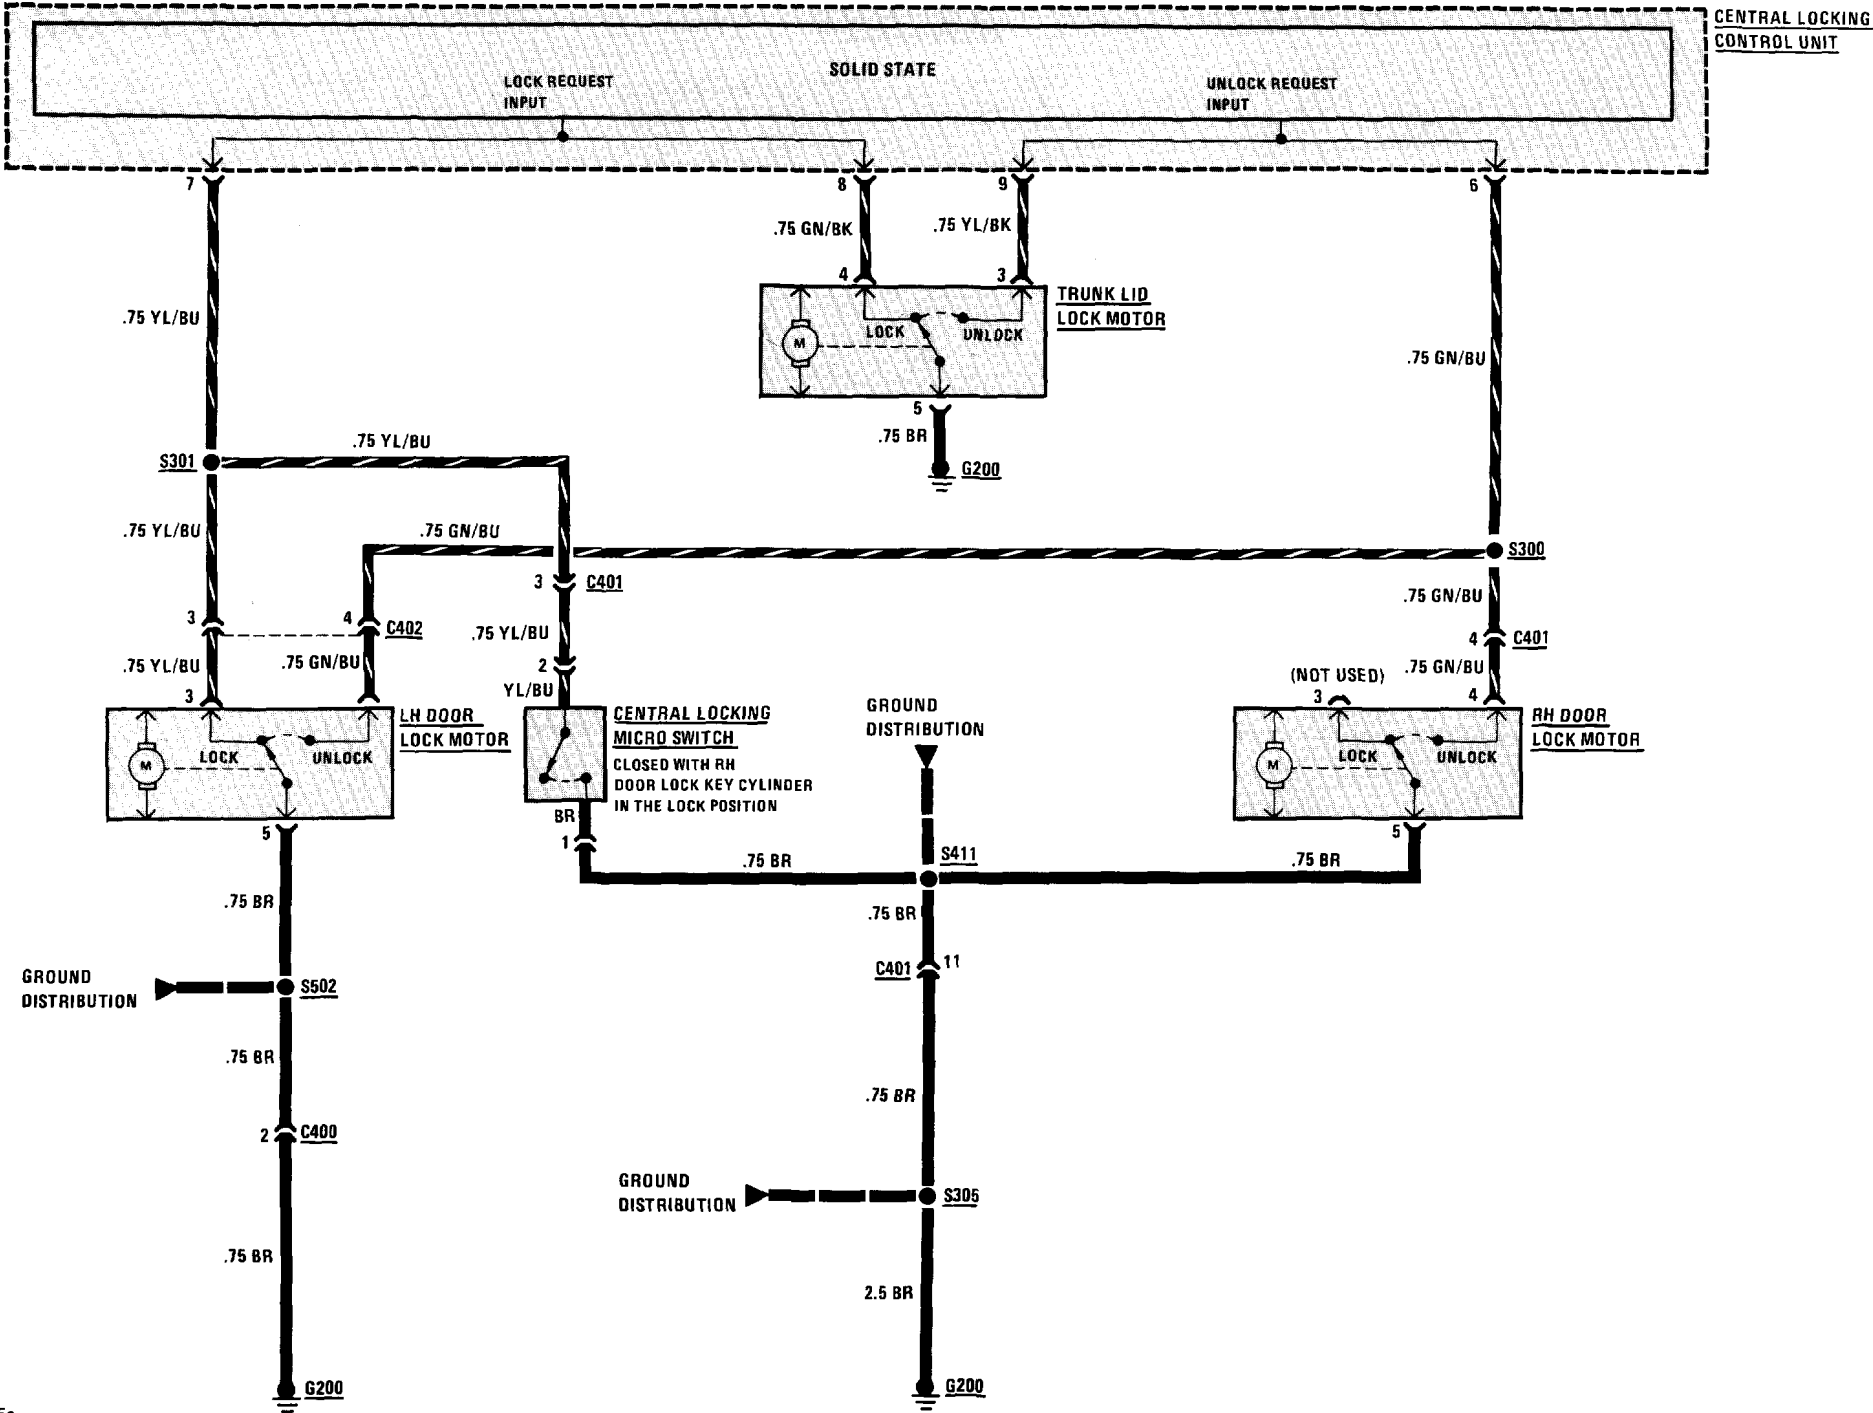 CENTRAL LOCKING
CONTROL UNIT
SOLID STATE
LOCK REQUEST
INPUT
UNLOCK REQUEST
INPUT
7
8
9
6
.75 GN/BK
.75 YL/BK
4
3
TRUNK LID
LOCK MOTOR
LOCK
UNLOCK
M
5
.75 BR
G200
.75 YL/BU
.75 GN/BU
S301
.75 YL/BU
.75 YL/BU
.75 GN/BU
S300
3
C401
.75 GN/BU
3
4
C402
.75 YL/BU
4
C401
.75 YL/BU
.75 GN/BU
2
YL/BU
(NOT USED)
.75 GN/BU
3
3
4
LH DOOR
LOCK MOTOR
LOCK
UNLOCK
M
CENTRAL LOCKING
MICRO SWITCH
CLOSED WITH RH
DOOR LOCK KEY CYLINDER
IN THE LOCK POSITION
GROUND
DISTRIBUTION
RH DOOR
LOCK MOTOR
LOCK
UNLOCK
M
5
BR
1
5
.75 BR
S411
.75 BR
.75 BR
.75 BR
C401
11
GROUND
DISTRIBUTION
S502
.75 BR
.75 BR
2
C400
GROUND
DISTRIBUTION
S305
.75 BR
2.5 BR
G200
G200